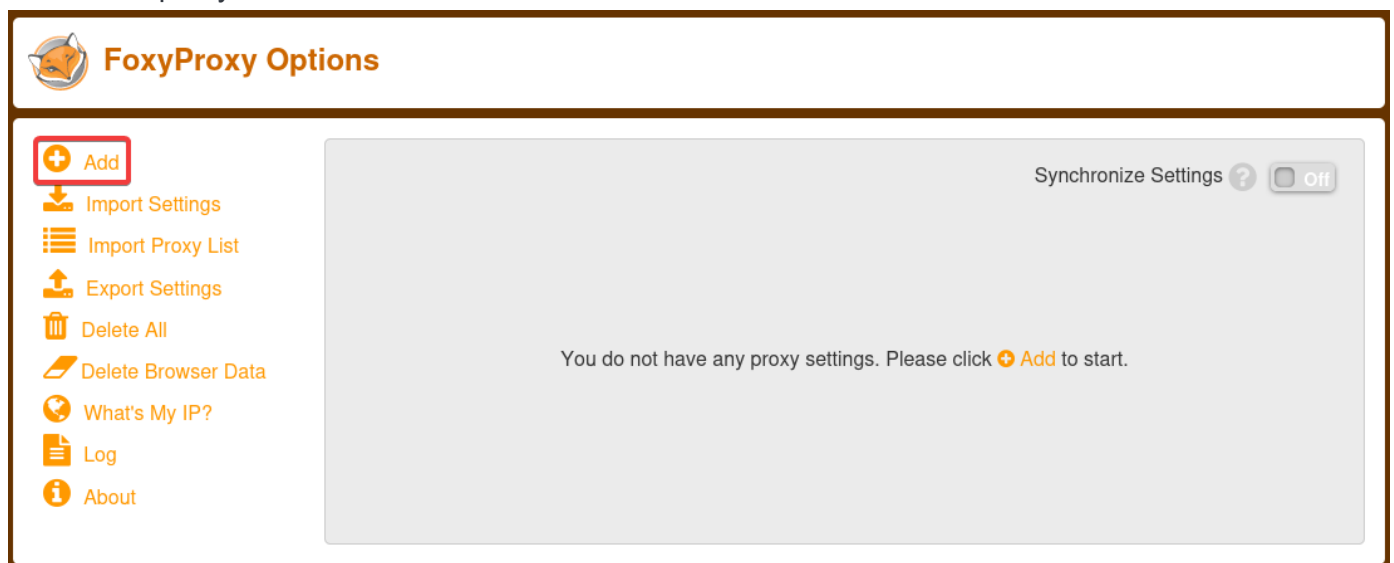 FoxyProxy Options
Add
Synchronize Settings ? Off
Import Settings
Import Proxy List
Export Settings
Delete All
You do not have any proxy settings. Please click Add to start.
Delete Browser Data
What's My IP?
Log
About